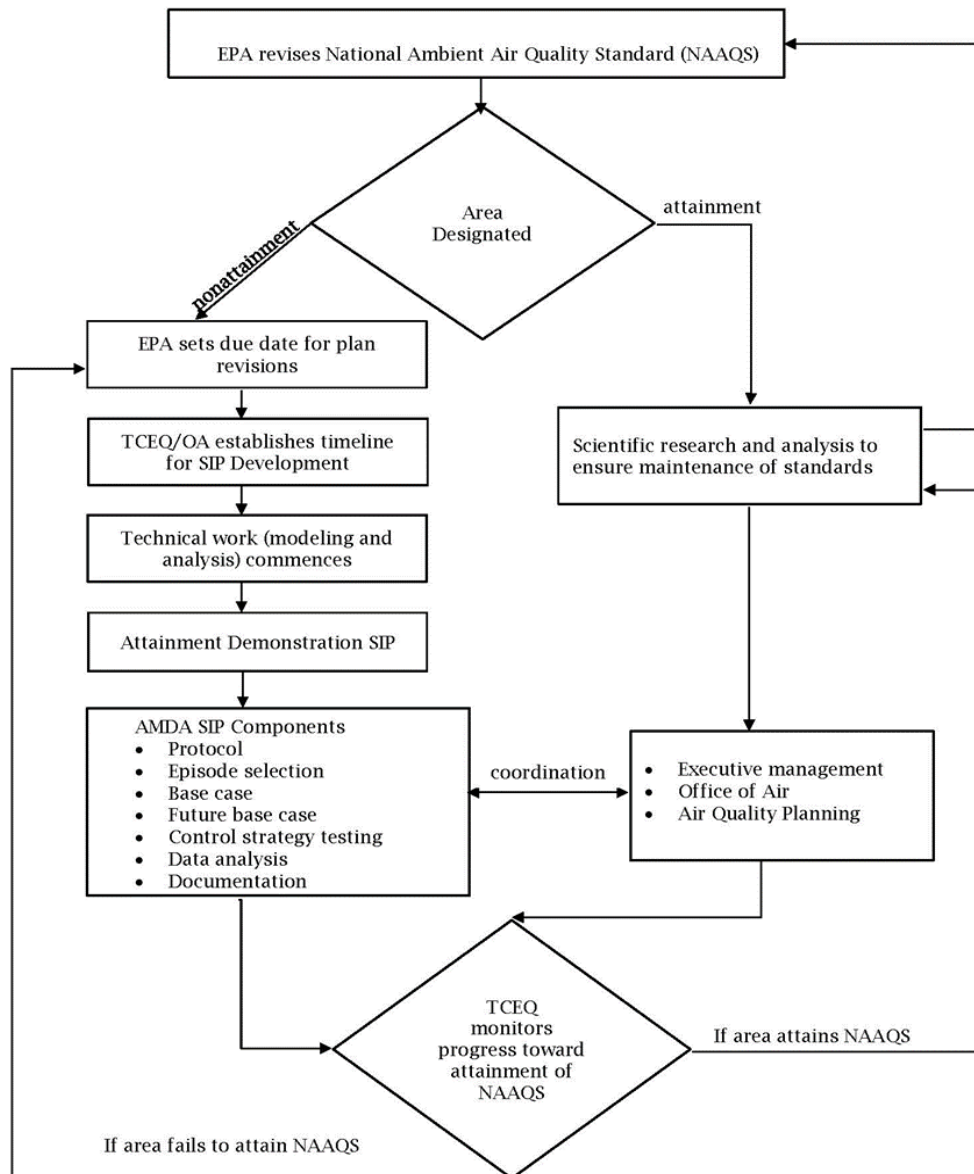 EPA revises National Ambient Air Quality Standard (NAAQS)
Area
Designated
attainment
nonattainment
EPA sets due date for plan
revisions
TCEQ/OA establishes timeline
for SIP Development
Scientific research and analysis to
ensure maintenance of standards
Technical work (modeling and
analysis) commences
Attainment Demonstration SIP
AMDA SIP Components
• Protocol
• Episode selection
• Base case
• Future base case
• Control strategy testing
• Data analysis
• Documentation
coordination
• Executive management
• Office of Air
• Air Quality Planning
TCEQ
monitors
progress toward
attainment of
NAAQS
If area attains NAAQS
If area fails to attain NAAQS